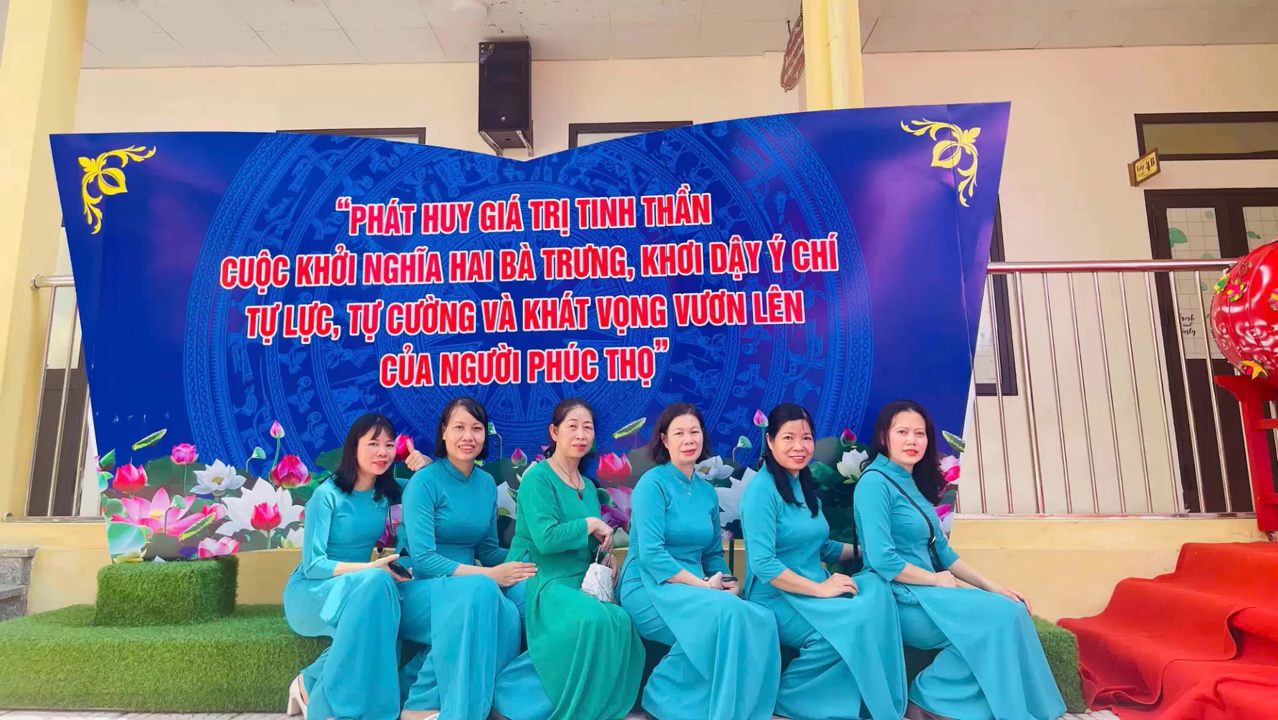 “PHÁT HUY GIÁ TRỊ TINH THẦN
CUỘC KHỞI NGHĨA HAI BÀ TRƯNG, KHƠI DẬY Ý CHÍ
TỰ LỰC, TỰ CƯỜNG VÀ KHÁT VỌNG VƯƠN LÊN
CỦA NGƯỜI PHÚC THỌ”